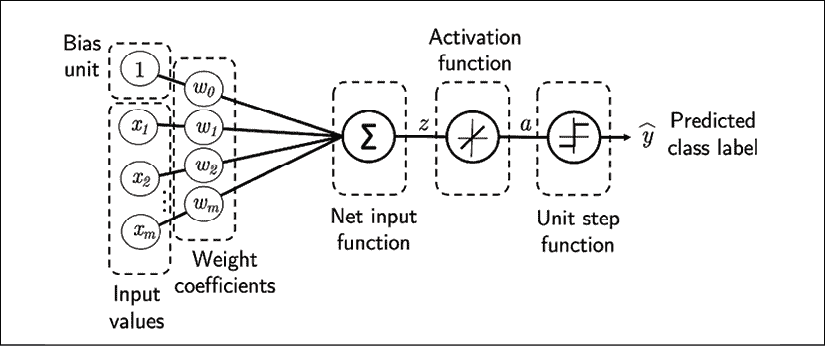 Bias
unit
1
w₀
x₁
w₁
x₂
w₂
⋮
xₘ
wₘ
Input
values
Weight
coefficients
Σ
Net input
function
z
Activation
function
a
Unit step
function
ŷ
Predicted
class label